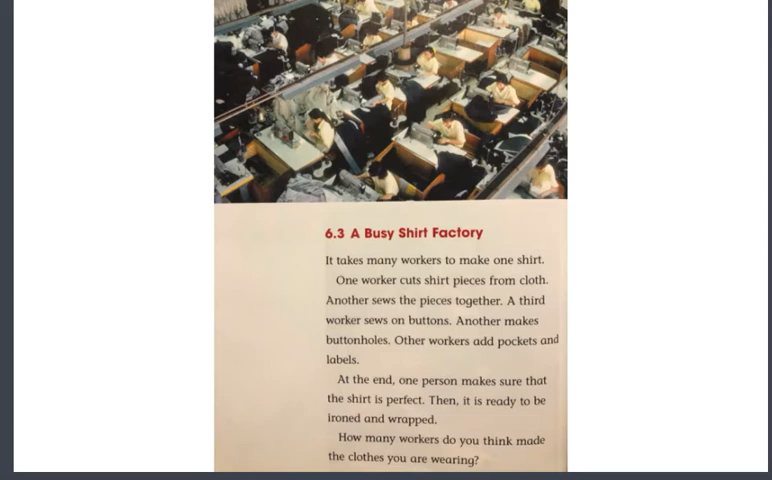 6.3 A Busy Shirt Factory
It takes many workers to make one shirt.
One worker cuts shirt pieces from cloth.
Another sews the pieces together. A third
worker sews on buttons. Another makes
buttonholes. Other workers add pockets and
labels.
At the end, one person makes sure that
the shirt is perfect. Then, it is ready to be
ironed and wrapped.
How many workers do you think made
the clothes you are wearing?